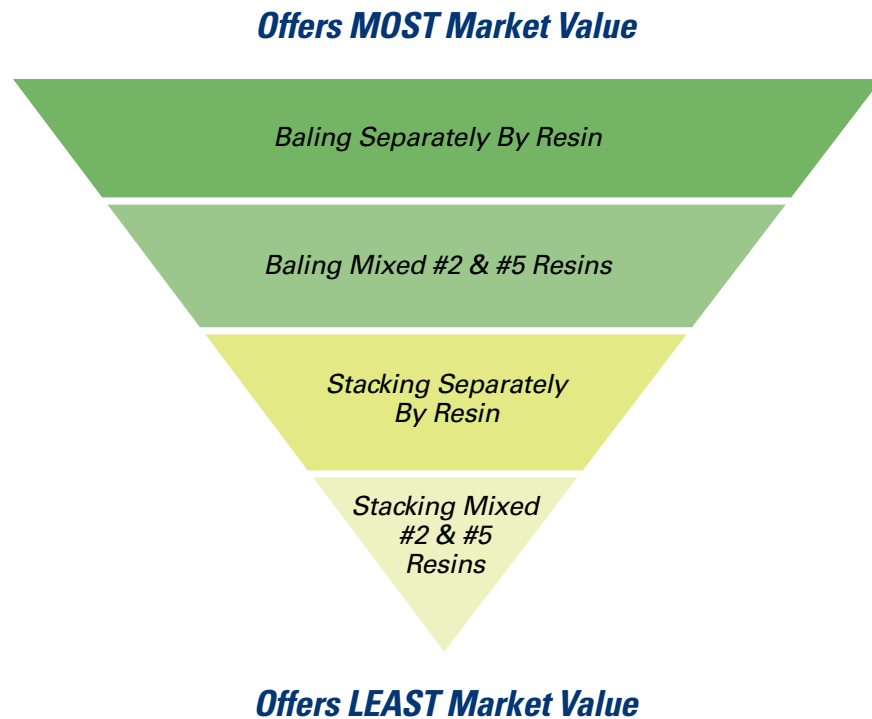 Offers MOST Market Value
Baling Separately By Resin
Baling Mixed #2 & #5 Resins
Stacking Separately
By Resin
Stacking Mixed
#2 & #5
Resins
Offers LEAST Market Value